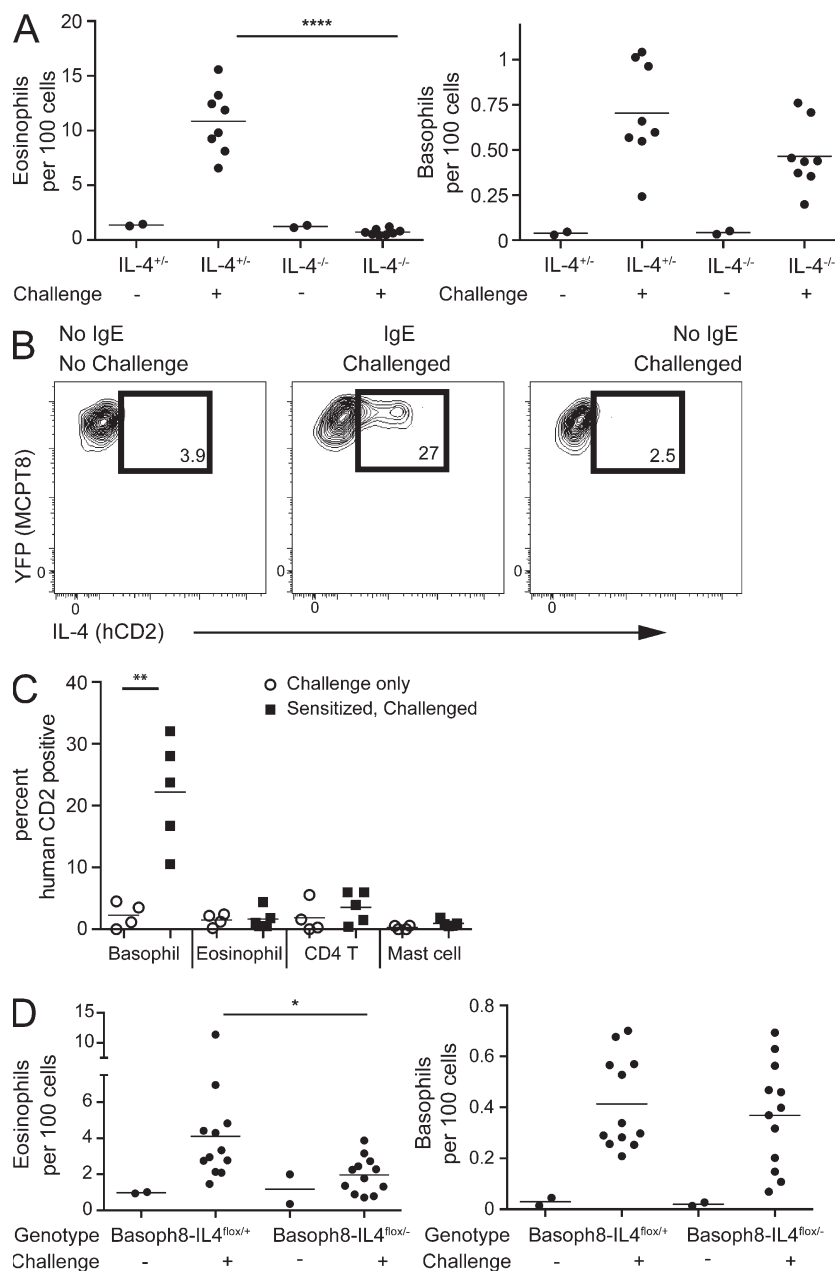 A
Eosinophils
per 100 cells
20
15
10
5
0
****
IL-4+/- IL-4+/- IL-4-/- IL-4-/-
Challenge - + - +
Basophils
per 100 cells
1
0.75
0.50
0.25
0
IL-4+/- IL-4+/- IL-4-/- IL-4-/-
Challenge - + - +
B
No IgE
No Challenge
IgE
Challenged
No IgE
Challenged
YFP (MCPT8)
3.9
27
2.5
0
0
0
0
0
0
IL-4 (hCD2)
C
percent
human CD2 positive
40
30
20
10
0
**
Challenge only
Sensitized, Challenged
Basophil Eosinophil CD4 T Mast cell
D
Eosinophils
per 100 cells
15
10
6
4
2
0
*
Genotype Basoph8-IL4flox/+ Basoph8-IL4flox/-
Challenge - + - +
Basophils
per 100 cells
0.8
0.6
0.4
0.2
0
Genotype Basoph8-IL4flox/+ Basoph8-IL4flox/-
Challenge - + - +